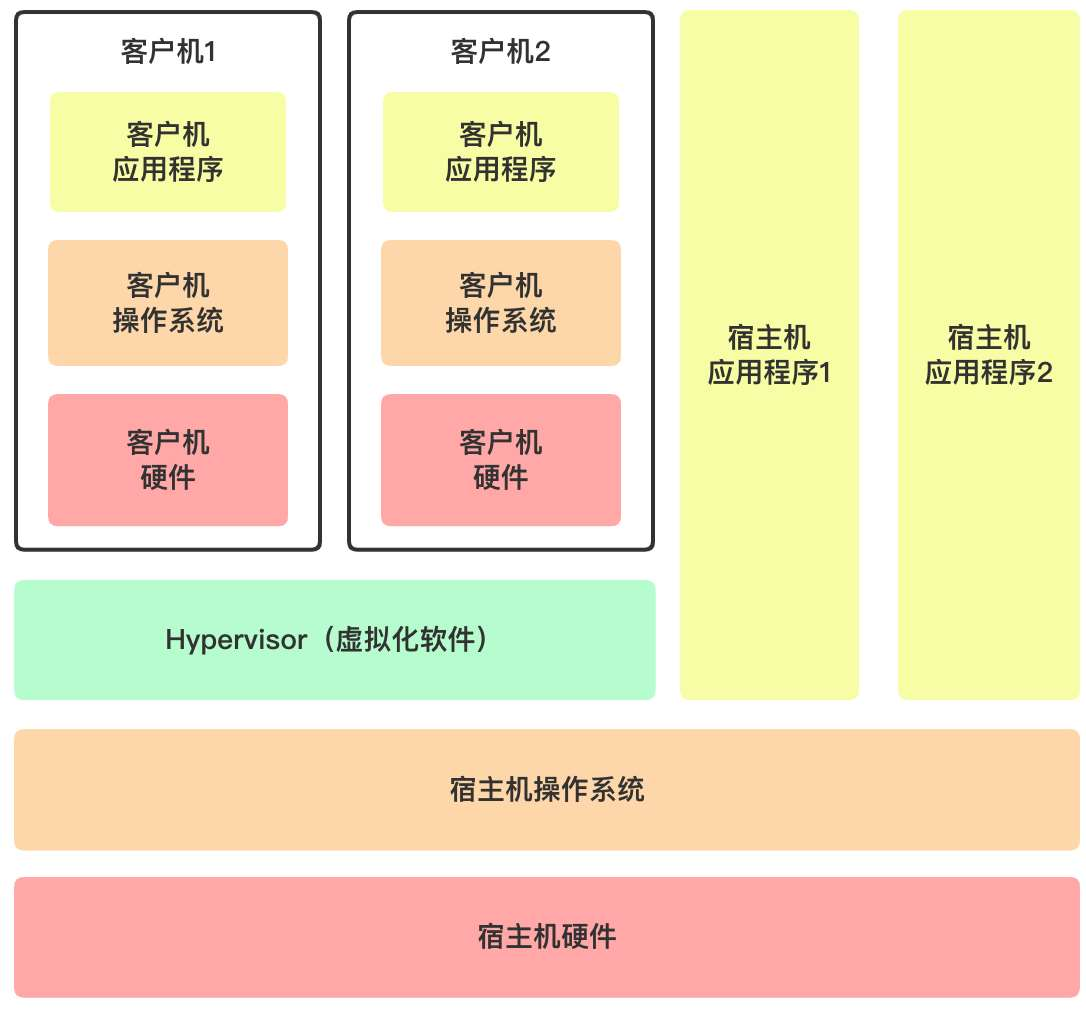 客户机1
客户机
应用程序
客户机
操作系统
客户机
硬件
客户机2
客户机
应用程序
客户机
操作系统
客户机
硬件
宿主机
应用程序1
宿主机
应用程序2
Hypervisor（虚拟化软件）
宿主机操作系统
宿主机硬件